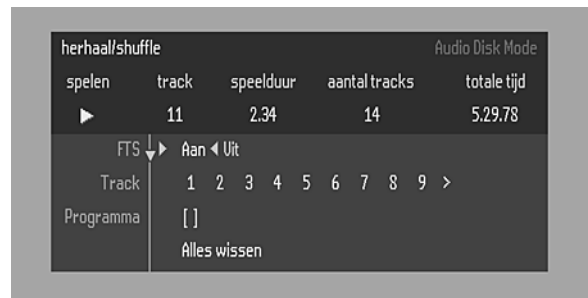 herhaal/shuffle Audio Disk Mode
spelen track speelduur aantal tracks totale tijd
11 2.34 14 5.29.78
FTS Aan Uit
Track 1 2 3 4 5 6 7 8 9 >
Programma [ ]
Alles wissen